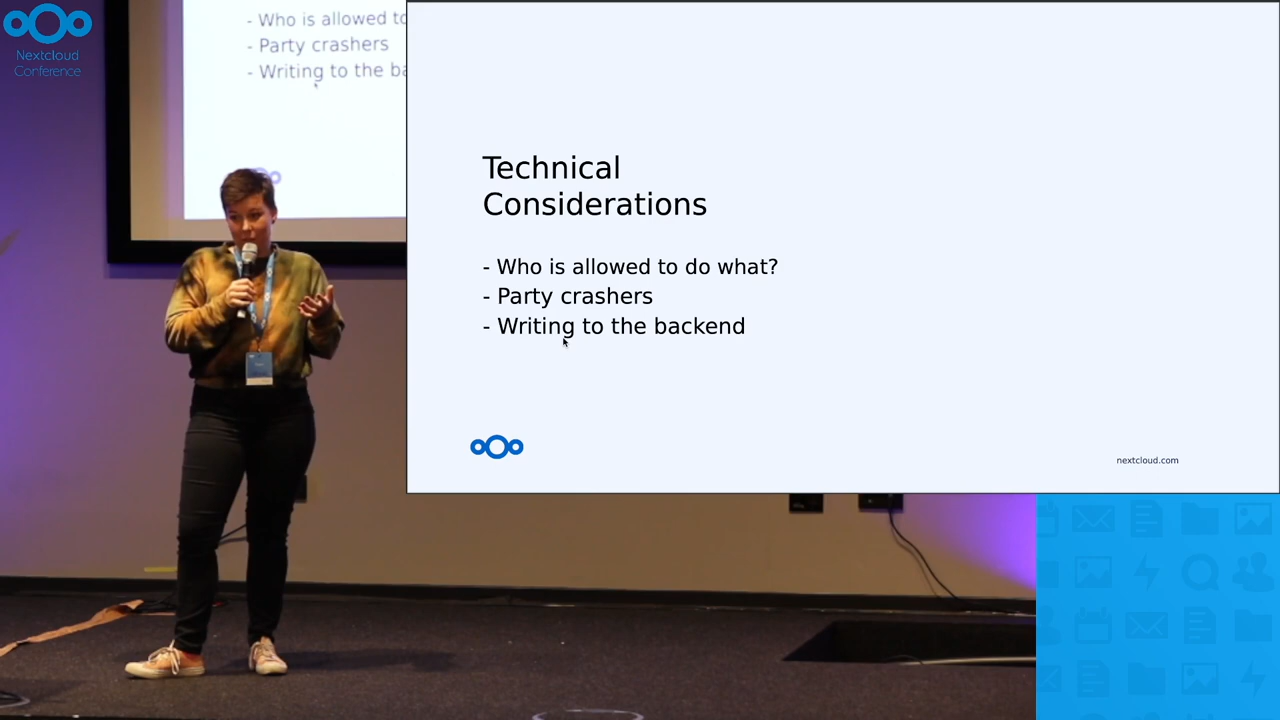 Nextcloud
Conference
- Who is allowed to
- Party crashers
- Writing to the ba
Technical
Considerations
- Who is allowed to do what?
- Party crashers
- Writing to the backend
nextcloud.com